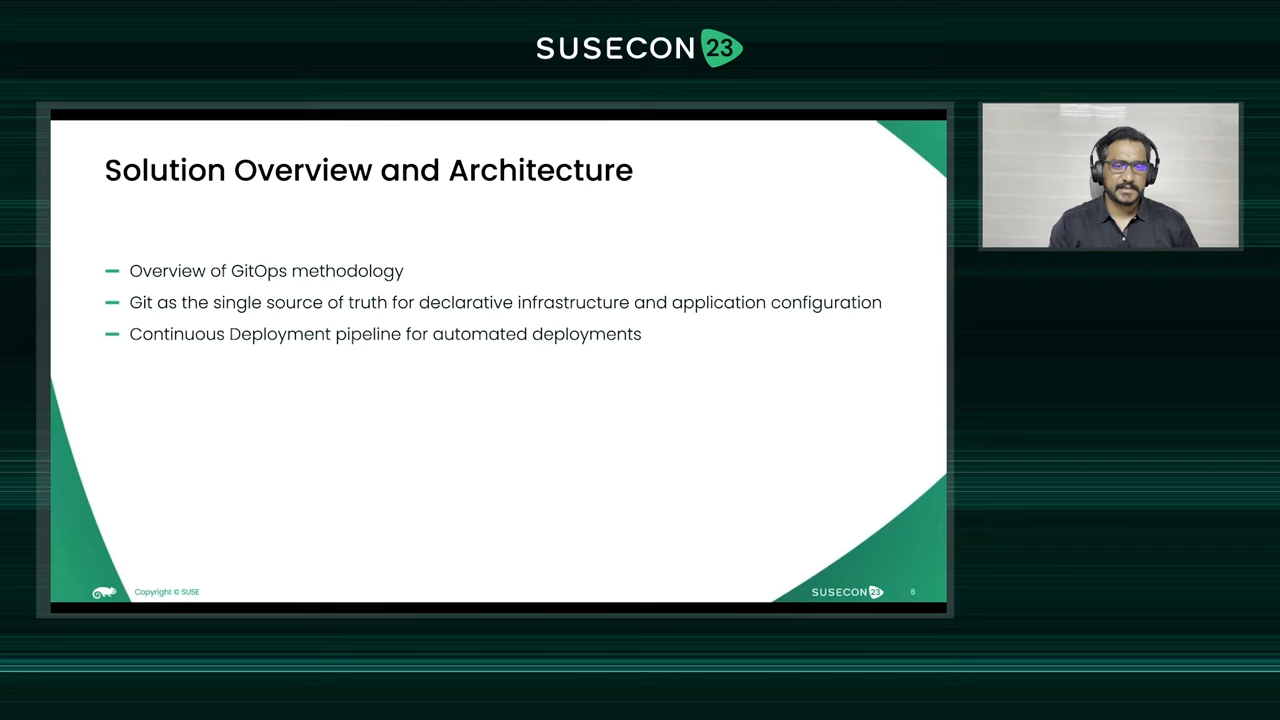 SUSECON 23
Solution Overview and Architecture
Overview of GitOps methodology
Git as the single source of truth for declarative infrastructure and application configuration
Continuous Deployment pipeline for automated deployments
Copyright © SUSE
SUSECON 23
6